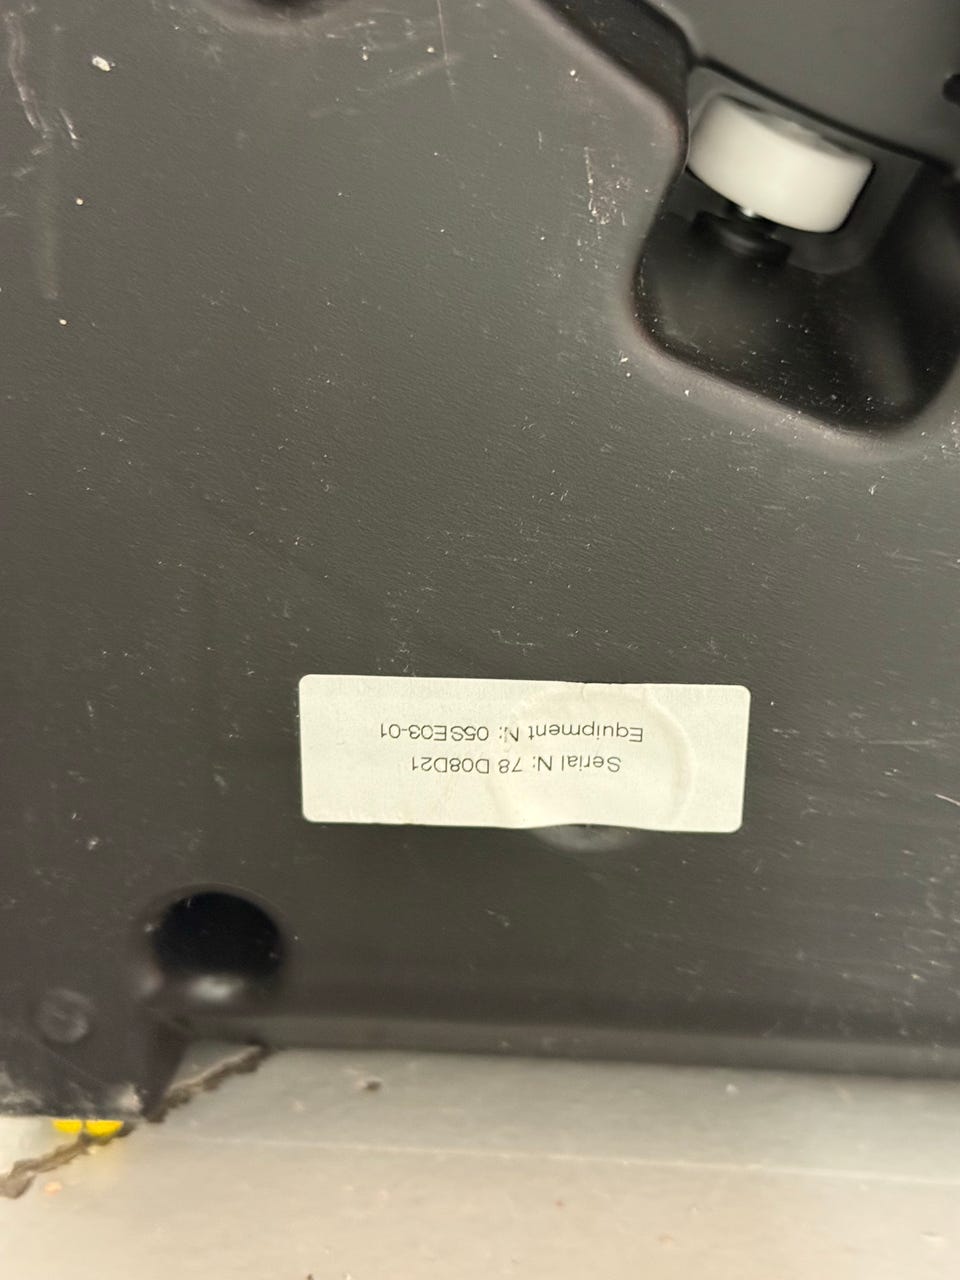 Serial N: 78 D08D21
Equipment N: 05SE03-01